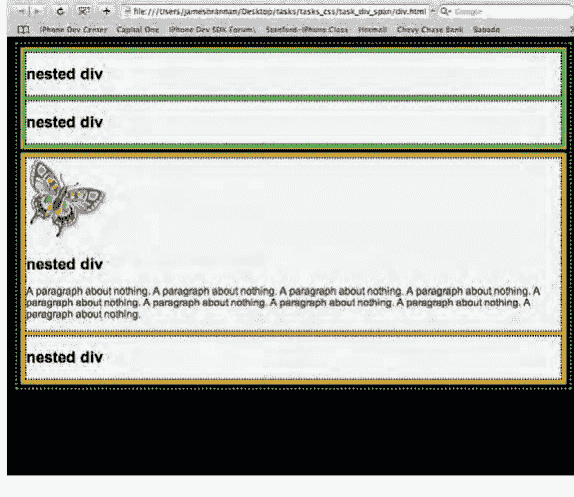 file:///Users/jamesbrannan/Desktop/tasks/tasks_css/task_div_span/div.html Google
iPhone Dev Center Capital One iPhone Dev SDK Forum\ Stanford-iPhone Class Hotmail Chevy Chase Bank
nested div
nested div
nested div
A paragraph about nothing. A paragraph about nothing. A paragraph about nothing. A paragraph about nothing. A
paragraph about nothing. A paragraph about nothing. A paragraph about nothing. A paragraph about nothing. A
paragraph about nothing.
nested div